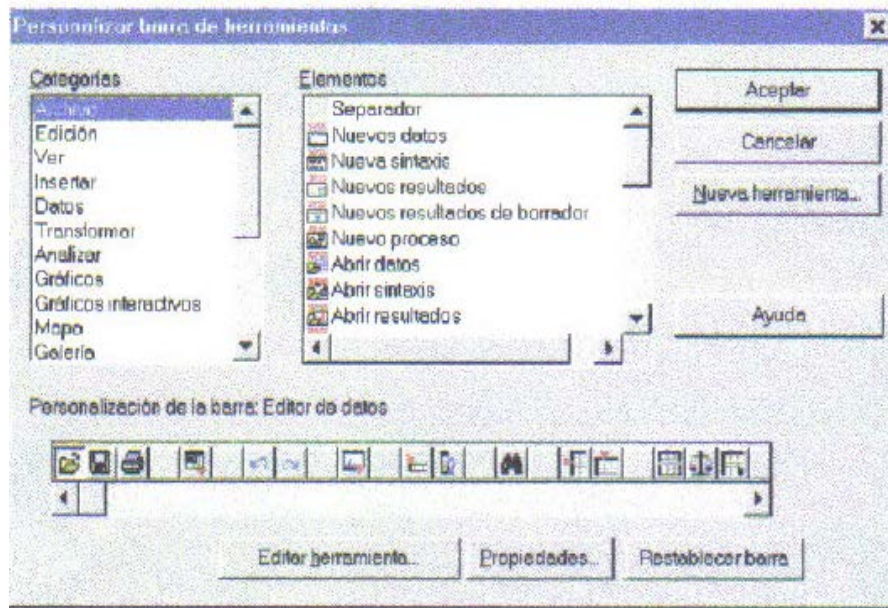 Personalizar barra de herramientas
Categorías
Archivo
Edición
Ver
Insertar
Datos
Transformar
Analizar
Gráficos
Gráficos interactivos
Mapa
Galería
Elementos
Separador
Nuevos datos
Nueva sintaxis
Nuevos resultados
Nuevos resultados de borrador
Nuevo proceso
Abrir datos
Abrir sintaxis
Abrir resultados
Aceptar
Cancelar
Nueva herramienta...
Ayuda
Personalización de la barra: Editor de datos
Editar herramienta...
Propiedades...
Restablecer barra